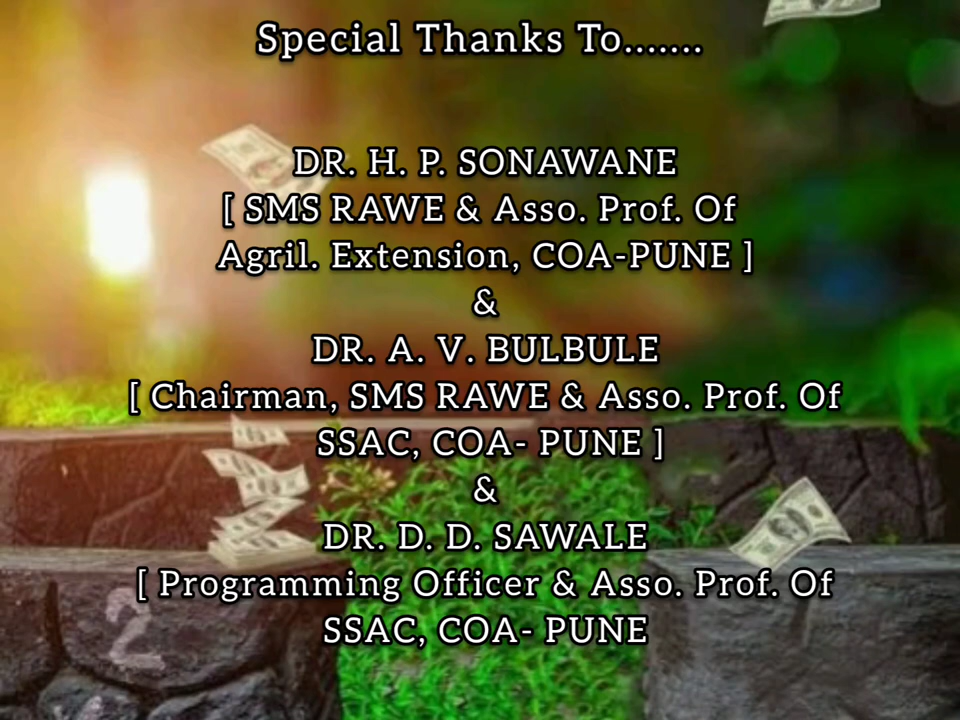 Special Thanks To.......
DR. H. P. SONAWANE
[ SMS RAWE & Asso. Prof. Of
Agril. Extension, COA-PUNE ]
&
DR. A. V. BULBULE
[ Chairman, SMS RAWE & Asso. Prof. Of
SSAC, COA- PUNE ]
&
DR. D. D. SAWALE
[ Programming Officer & Asso. Prof. Of
SSAC, COA- PUNE
2